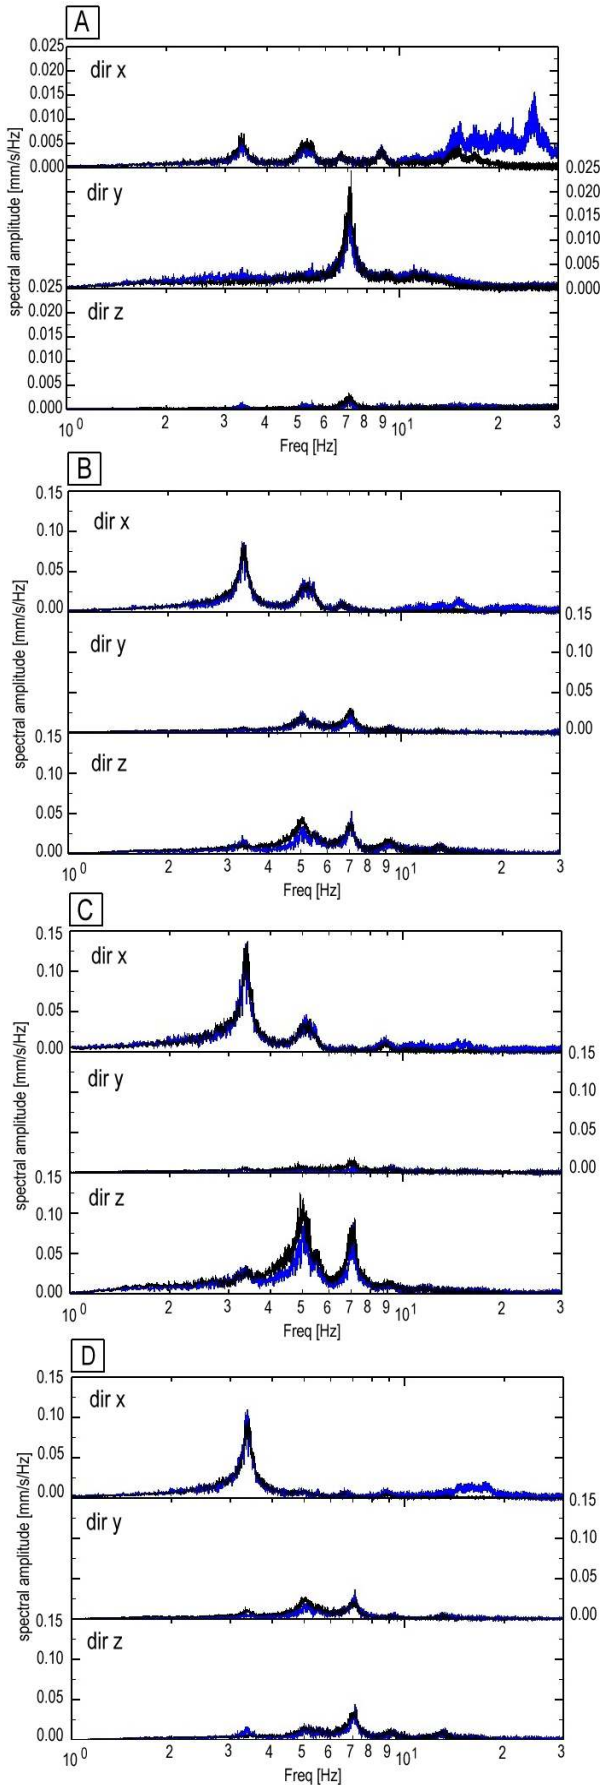 A
0.025
dir x
0.020
0.015
0.010
0.005
0.000
0.025
dir y
0.020
0.015
0.010
0.005
0.025
0.000
dir z
0.020
0.015
0.010
0.005
0.000
spectral amplitude [mm/s/Hz]
10⁰ 2 3 4 5 6 7 8 9 10¹ 2 3
Freq [Hz]
B
0.15
dir x
0.10
0.05
0.00
0.15
dir y
0.10
0.05
0.00
0.15
dir z
0.10
0.05
0.00
spectral amplitude [mm/s/Hz]
10⁰ 2 3 4 5 6 7 8 9 10¹ 2 3
Freq [Hz]
C
0.15
dir x
0.10
0.05
0.00
0.15
dir y
0.10
0.05
0.00
0.15
dir z
0.10
0.05
0.00
spectral amplitude [mm/s/Hz]
10⁰ 2 3 4 5 6 7 8 9 10¹ 2 3
Freq [Hz]
D
0.15
dir x
0.10
0.05
0.00
0.15
dir y
0.10
0.05
0.00
0.15
dir z
0.10
0.05
0.00
spectral amplitude [mm/s/Hz]
10⁰ 2 3 4 5 6 7 8 9 10¹ 2 3
Freq [Hz]